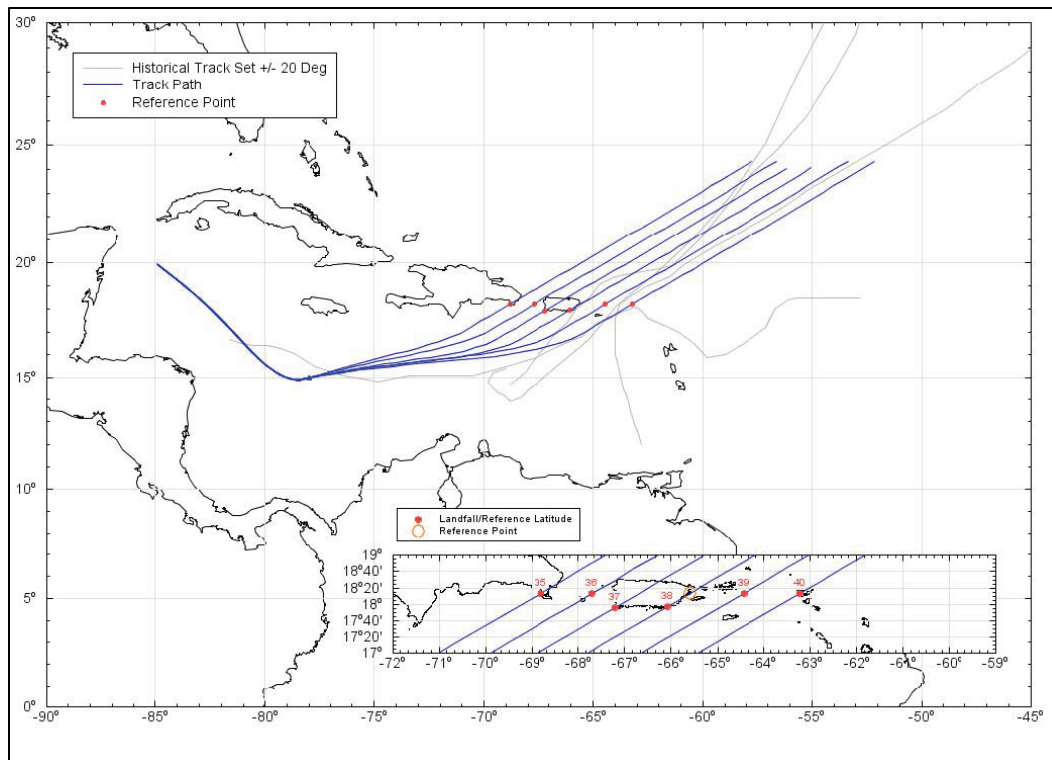 30°
25°
20°
15°
10°
5°
0°
Historical Track Set +/- 20 Deg
Track Path
Reference Point
Landfall/Reference Latitude
Reference Point
19°
18°40'
18°20'
18°
17°40'
17°20'
17°
35
36
37
38
39
40
-72 -71 -70 -69 -68 -67 -66 -65 -64 -63 -62 -61 -60 -59
-90° -85° -80° -75° -70° -65° -60° -55° -50° -45°